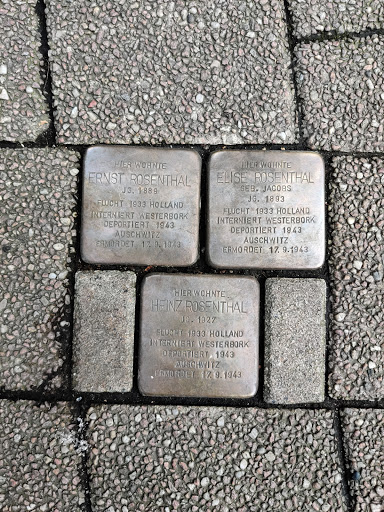 HIER WOHNTE
ERNST ROSENTHAL
JG. 1889
FLUCHT 1933 HOLLAND
INTERNIERT WESTERBORK
DEPORTIERT 1943
AUSCHWITZ
ERMORDET 17.9.1943
HIER WOHNTE
ELISE ROSENTHAL
GEB. JACOBS
JG. 1893
FLUCHT 1933 HOLLAND
INTERNIERT WESTERBORK
DEPORTIERT 1943
AUSCHWITZ
ERMORDET 17.9.1943
HIER WOHNTE
HEINZ ROSENTHAL
JG. 1927
FLUCHT 1933 HOLLAND
INTERNIERT WESTERBORK
DEPORTIERT 1943
AUSCHWITZ
ERMORDET 17.9.1943